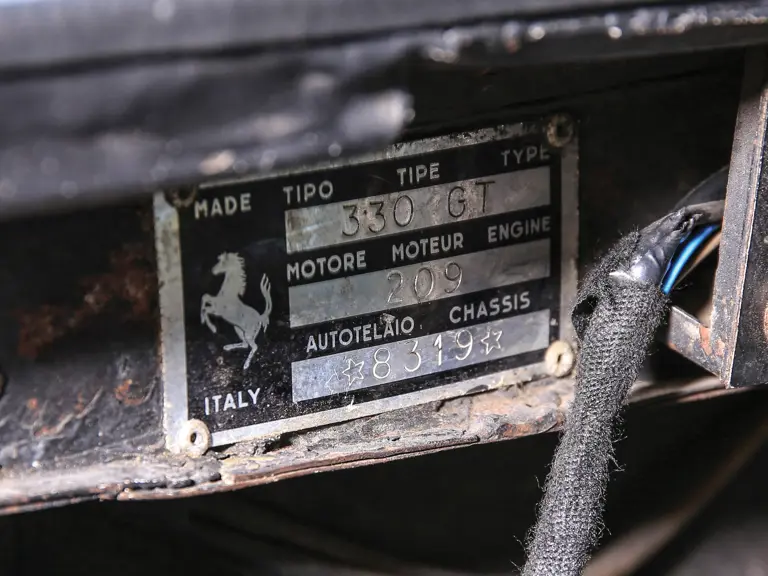 MADE TIPO TIPE TYPE
330 GT
MOTORE MOTEUR ENGINE
209
AUTOTELAIO CHASSIS
☆☆8319☆
ITALY